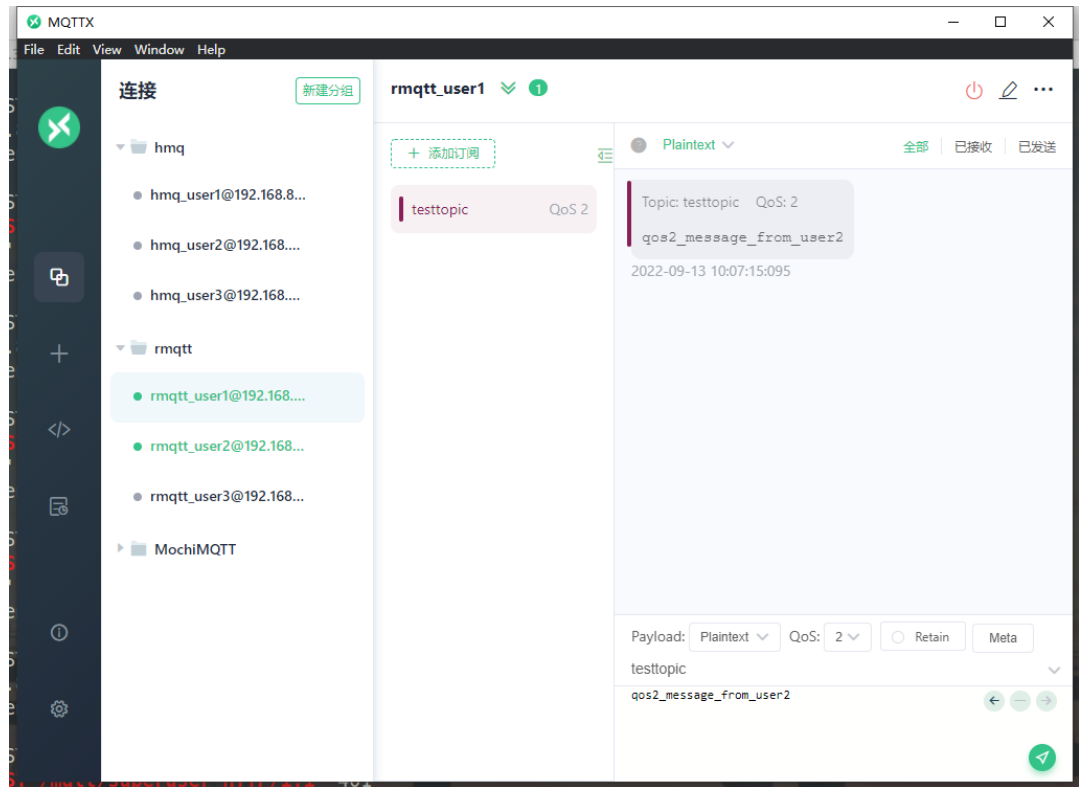 MQTTX
File Edit View Window Help
连接
新建分组
hmq
hmq_user1@192.168.8...
hmq_user2@192.168....
hmq_user3@192.168....
rmqtt
rmqtt_user1@192.168....
rmqtt_user2@192.168...
rmqtt_user3@192.168...
MochiMQTT
rmqtt_user1 1
+ 添加订阅
testtopic QoS 2
Plaintext
全部 已接收 已发送
Topic: testtopic QoS: 2
qos2_message_from_user2
2022-09-13 10:07:15:095
Payload: Plaintext QoS: 2 Retain Meta
testtopic
qos2_message_from_user2